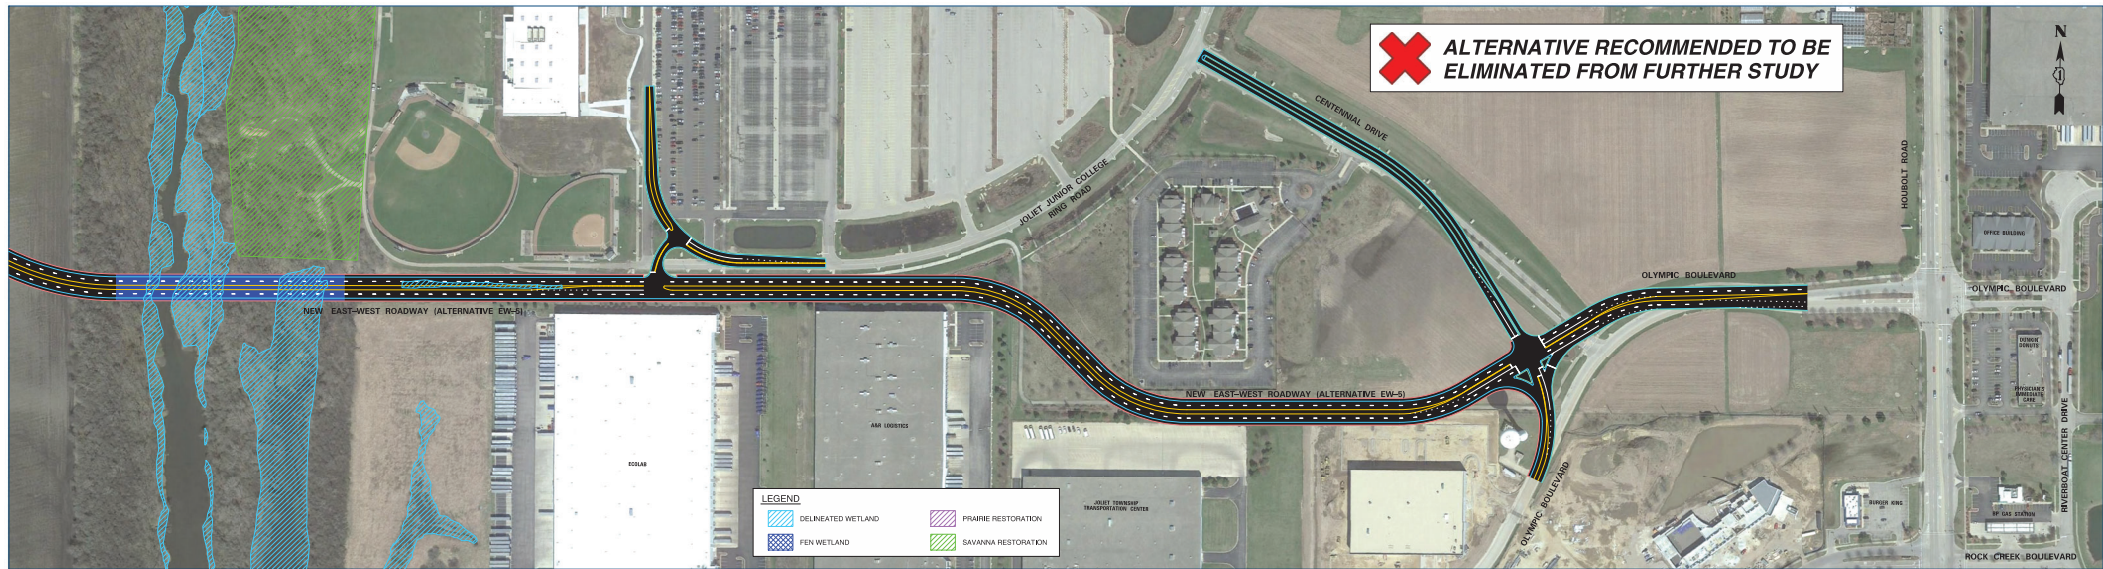 ALTERNATIVE RECOMMENDED TO BE
ELIMINATED FROM FURTHER STUDY
N
CENTENNIAL DRIVE
JOLIET JUNIOR COLLEGE
RING ROAD
HOUBOLT ROAD
OFFICE BUILDING
OLYMPIC BOULEVARD
OLYMPIC BOULEVARD
NEW EAST-WEST ROADWAY (ALTERNATIVE EW-5)
DUNKIN'
DONUTS
PHYSICIAN'S
IMMEDIATE
CARE
NEW EAST-WEST ROADWAY (ALTERNATIVE EW-5)
A&R LOGISTICS
ECOLAB
RIVERBOAT CENTER DRIVE
OLYMPIC BOULEVARD
JOLIET TOWNSHIP
TRANSPORTATION CENTER
BURGER KING
BP GAS STATION
ROCK CREEK BOULEVARD
LEGEND
DELINEATED WETLAND
PRAIRIE RESTORATION
FEN WETLAND
SAVANNA RESTORATION